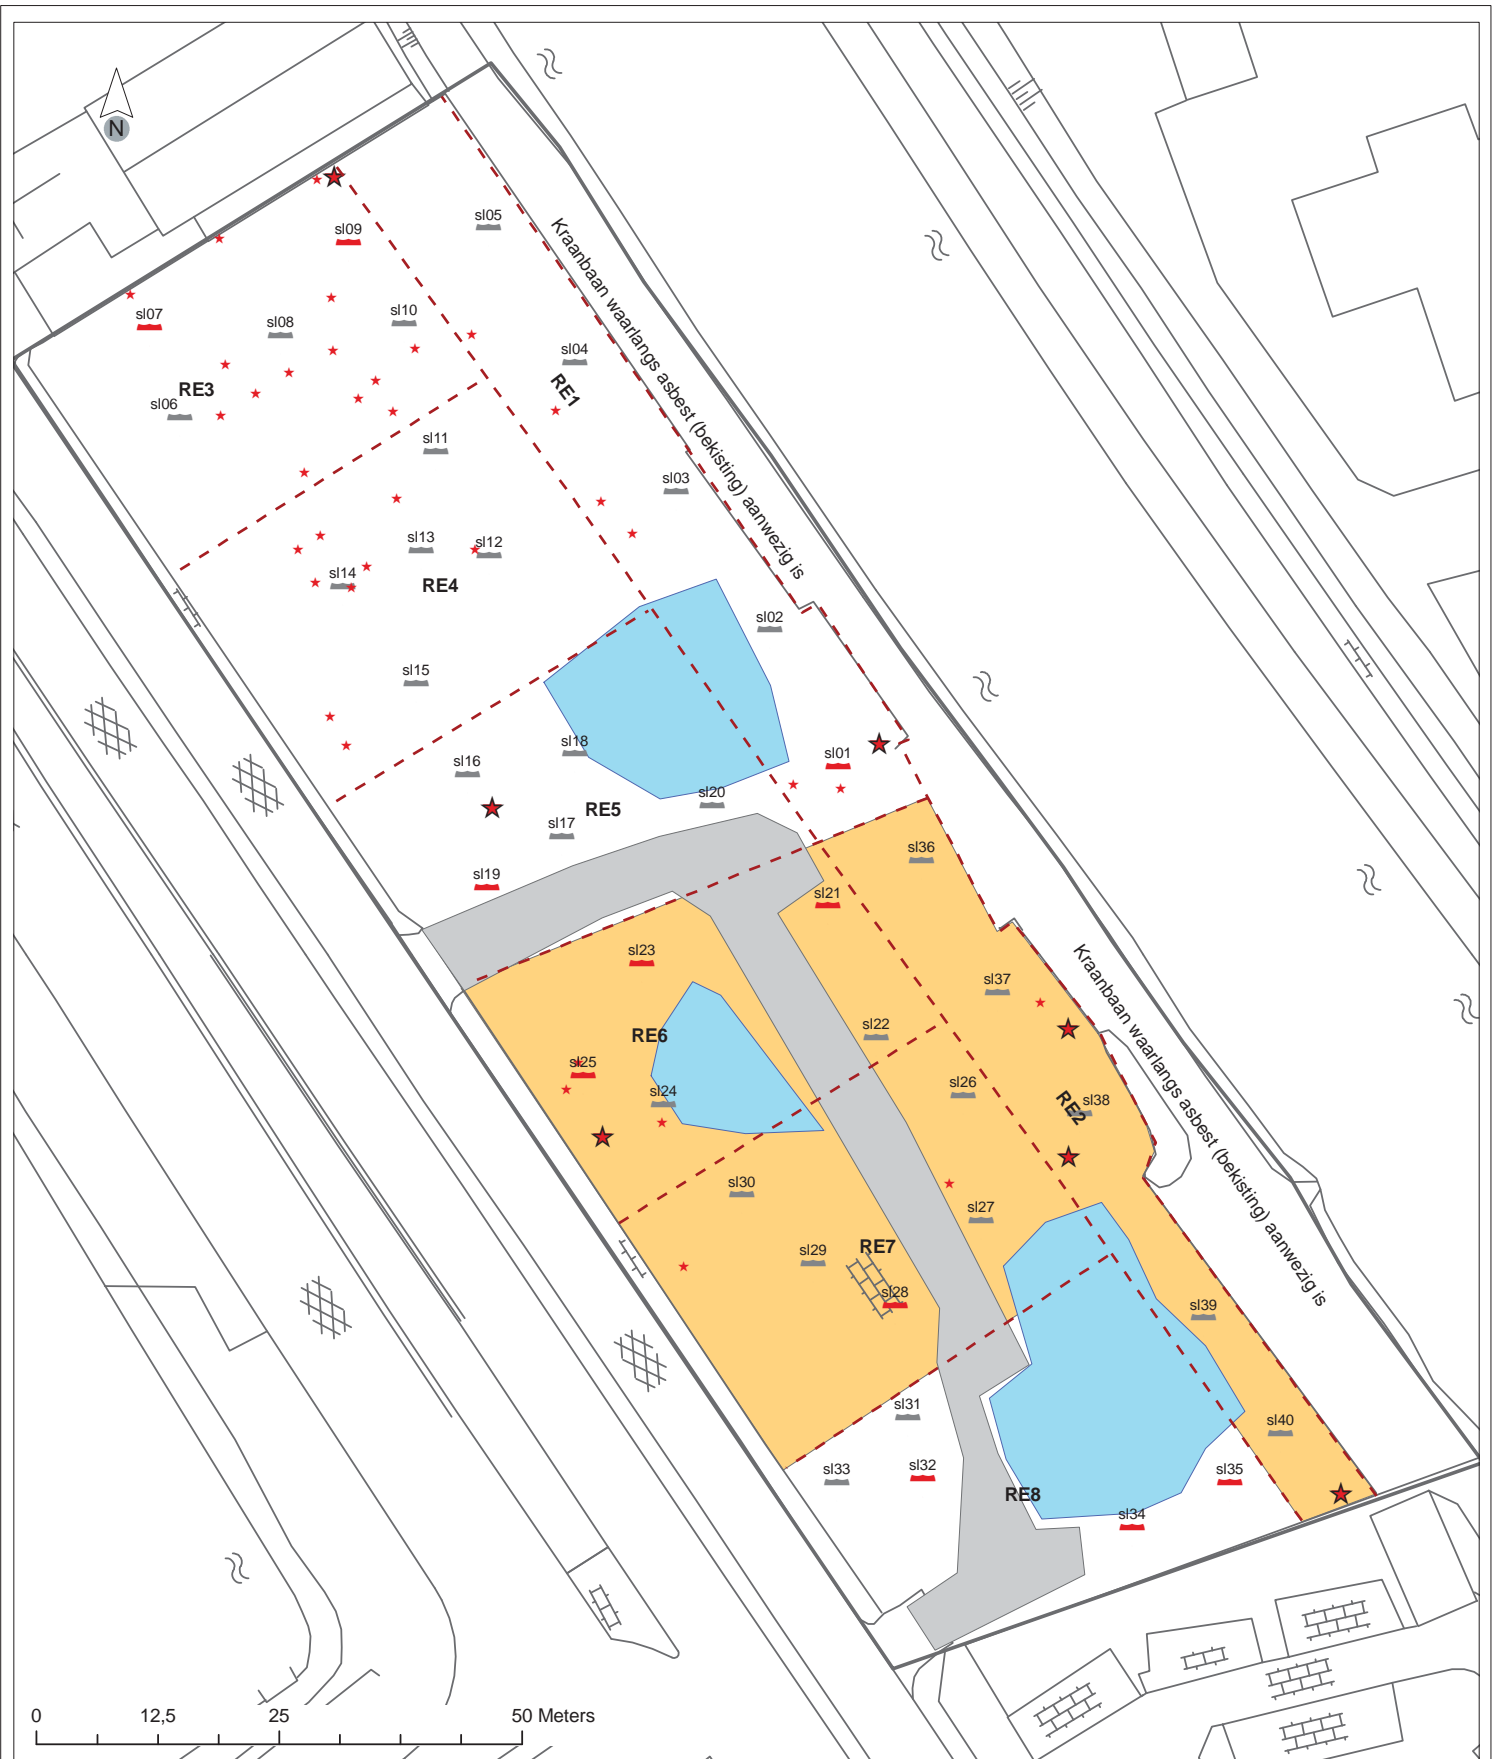 N
sl05
sl09
Kraanbaan waarlangs asbest (bekisting) aanwezig is
sl07
sl08
sl10
sl04
RE3
RE1
sl06
sl11
sl03
sl13
sl12
sl14
RE4
sl02
sl15
sl18
sl01
sl16
sl20
RE5
sl17
sl36
sl19
sl21
sl23
sl37
Kraanbaan waarlangs asbest (bekisting) aanwezig is
sl22
RE6
sl25
sl26
sl24
RE2
sl38
sl30
sl27
RE7
sl29
sl28
sl39
sl31
sl40
sl33
sl32
sl35
RE8
sl34
0 12,5 25 50 Meters